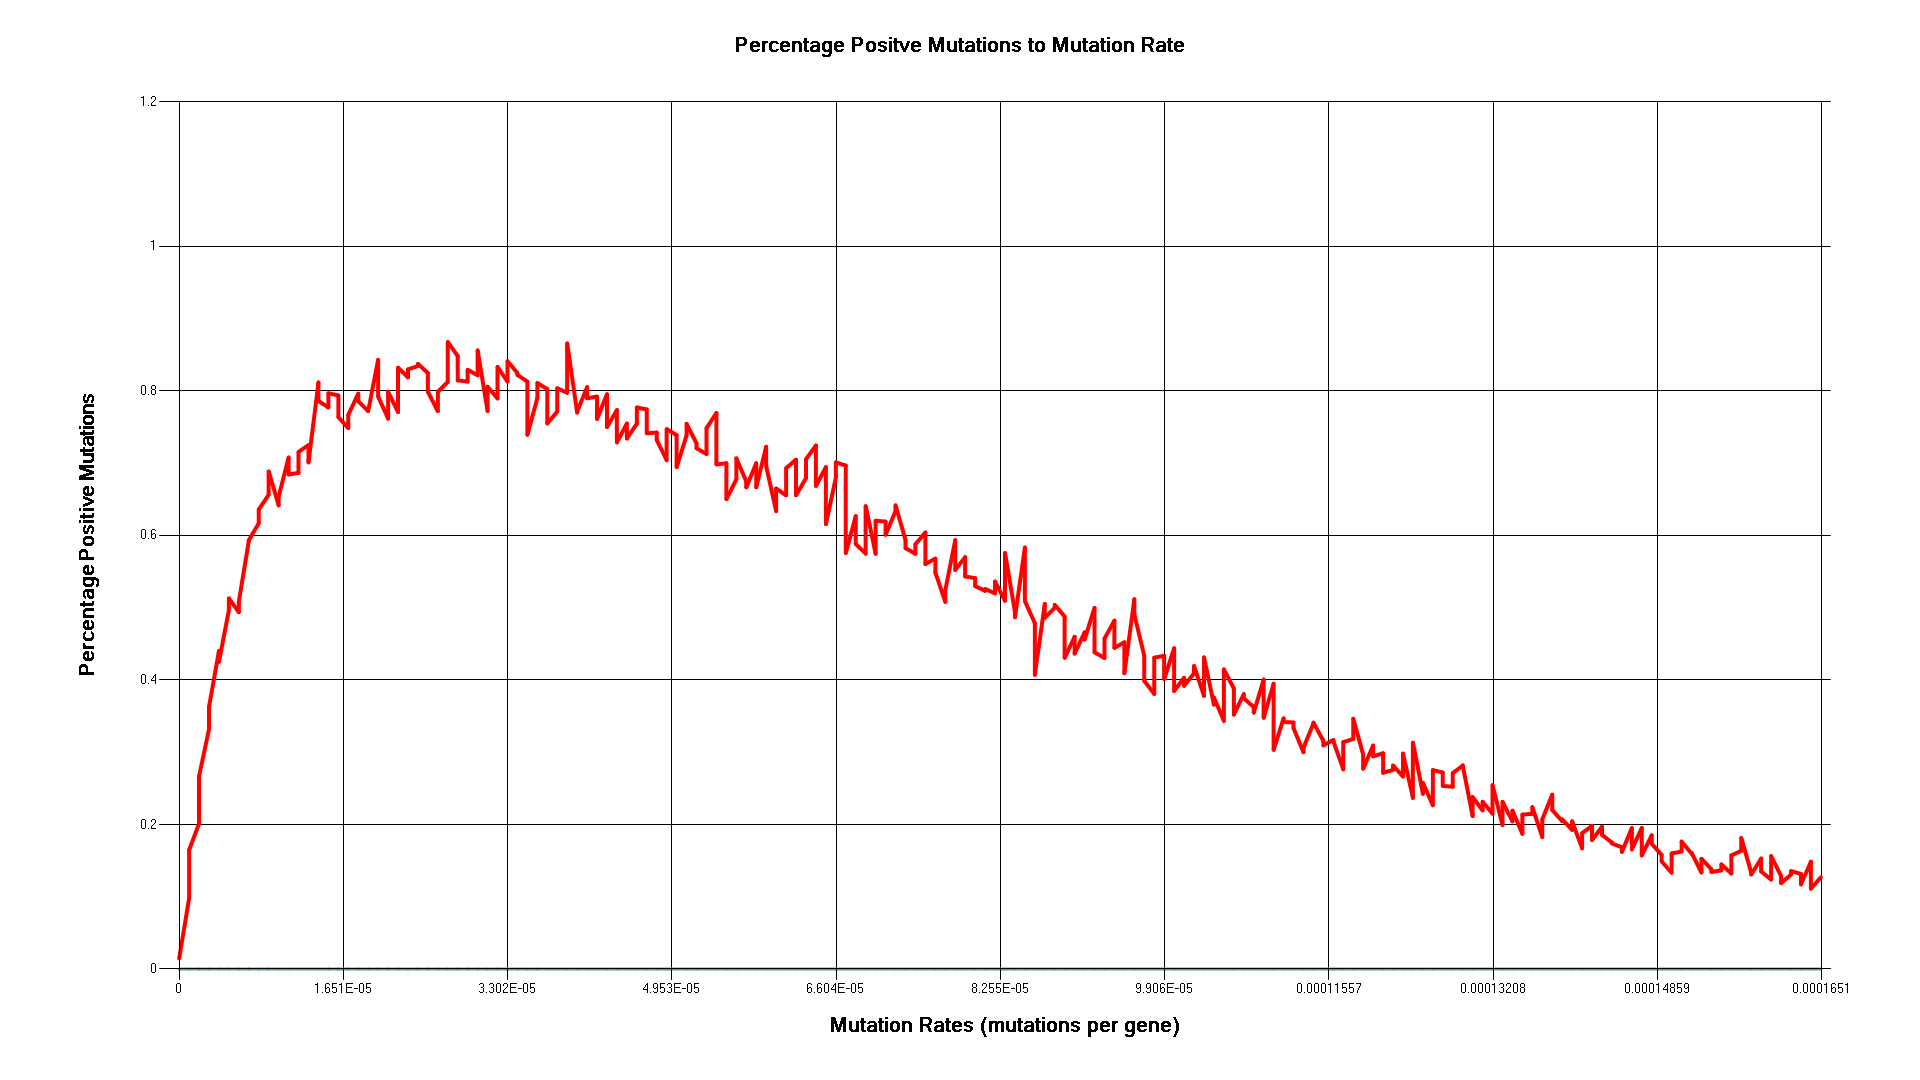 Percentage Positve Mutations to Mutation Rate
1.2
1
0.8
0.6
0.4
0.2
0
Percentage Positive Mutations
0 1.651E-05 3.302E-05 4.953E-05 6.604E-05 8.255E-05 9.906E-05 0.00011557 0.00013208 0.00014859 0.0001651
Mutation Rates (mutations per gene)